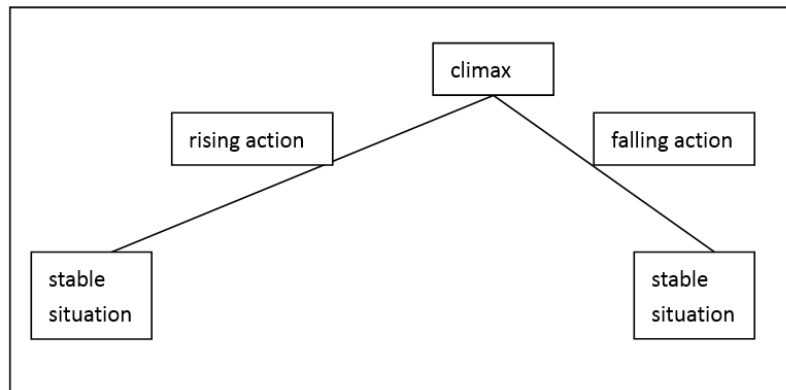 climax
rising action
falling action
stable
situation
stable
situation